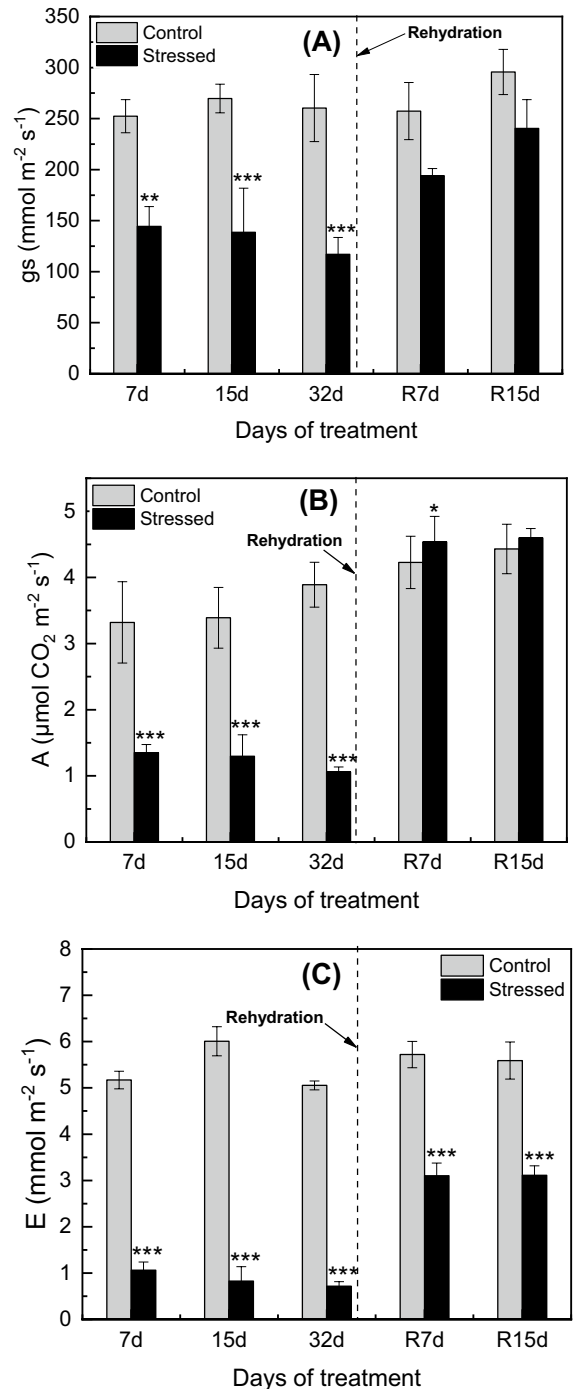 (A)
Control
Stressed
Rehydration
gs (mmol m⁻² s⁻¹)
350
300
250
200
150
100
50
0
**
***
***
7d 15d 32d R7d R15d
Days of treatment
(B)
Control
Stressed
Rehydration
A (μmol CO₂ m⁻² s⁻¹)
5
4
3
2
1
0
***
***
***
*
7d 15d 32d R7d R15d
Days of treatment
(C)
Control
Stressed
Rehydration
E (mmol m⁻² s⁻¹)
8
7
6
5
4
3
2
1
0
***
***
***
***
***
7d 15d 32d R7d R15d
Days of treatment